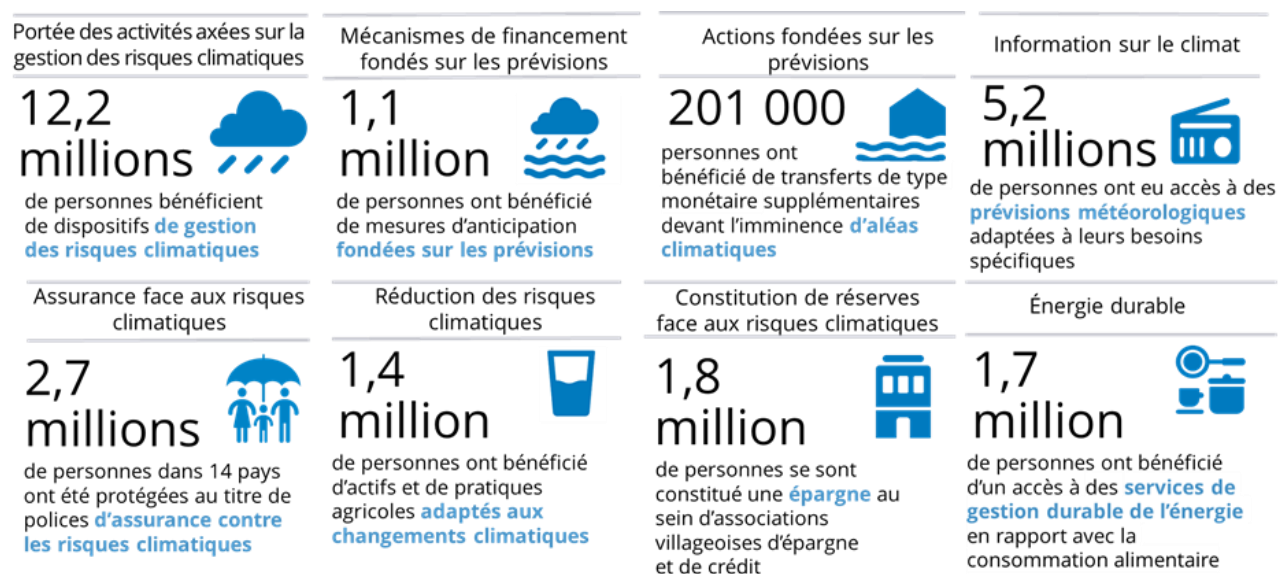 Portée des activités axées sur la
gestion des risques climatiques
12,2
millions
de personnes bénéficient
de dispositifs de gestion
des risques climatiques
Mécanismes de financement
fondés sur les prévisions
1,1
million
de personnes ont bénéficié
de mesures d'anticipation
fondées sur les prévisions
Actions fondées sur les
prévisions
201 000
personnes ont
bénéficié de transferts de type
monétaire supplémentaires
devant l'imminence d'aléas
climatiques
Information sur le climat
5,2
millions
de personnes ont eu accès à des
prévisions météorologiques
adaptées à leurs besoins
spécifiques
Assurance face aux risques
climatiques
2,7
millions
de personnes dans 14 pays
ont été protégées au titre de
polices d'assurance contre
les risques climatiques
Réduction des risques
climatiques
1,4
million
de personnes ont bénéficié
d'actifs et de pratiques
agricoles adaptés aux
changements climatiques
Constitution de réserves
face aux risques climatiques
1,8
million
de personnes se sont
constitué une épargne au
sein d'associations
villageoises d'épargne
et de crédit
Énergie durable
1,7
million
de personnes ont bénéficié
d'un accès à des services de
gestion durable de l'énergie
en rapport avec la
consommation alimentaire